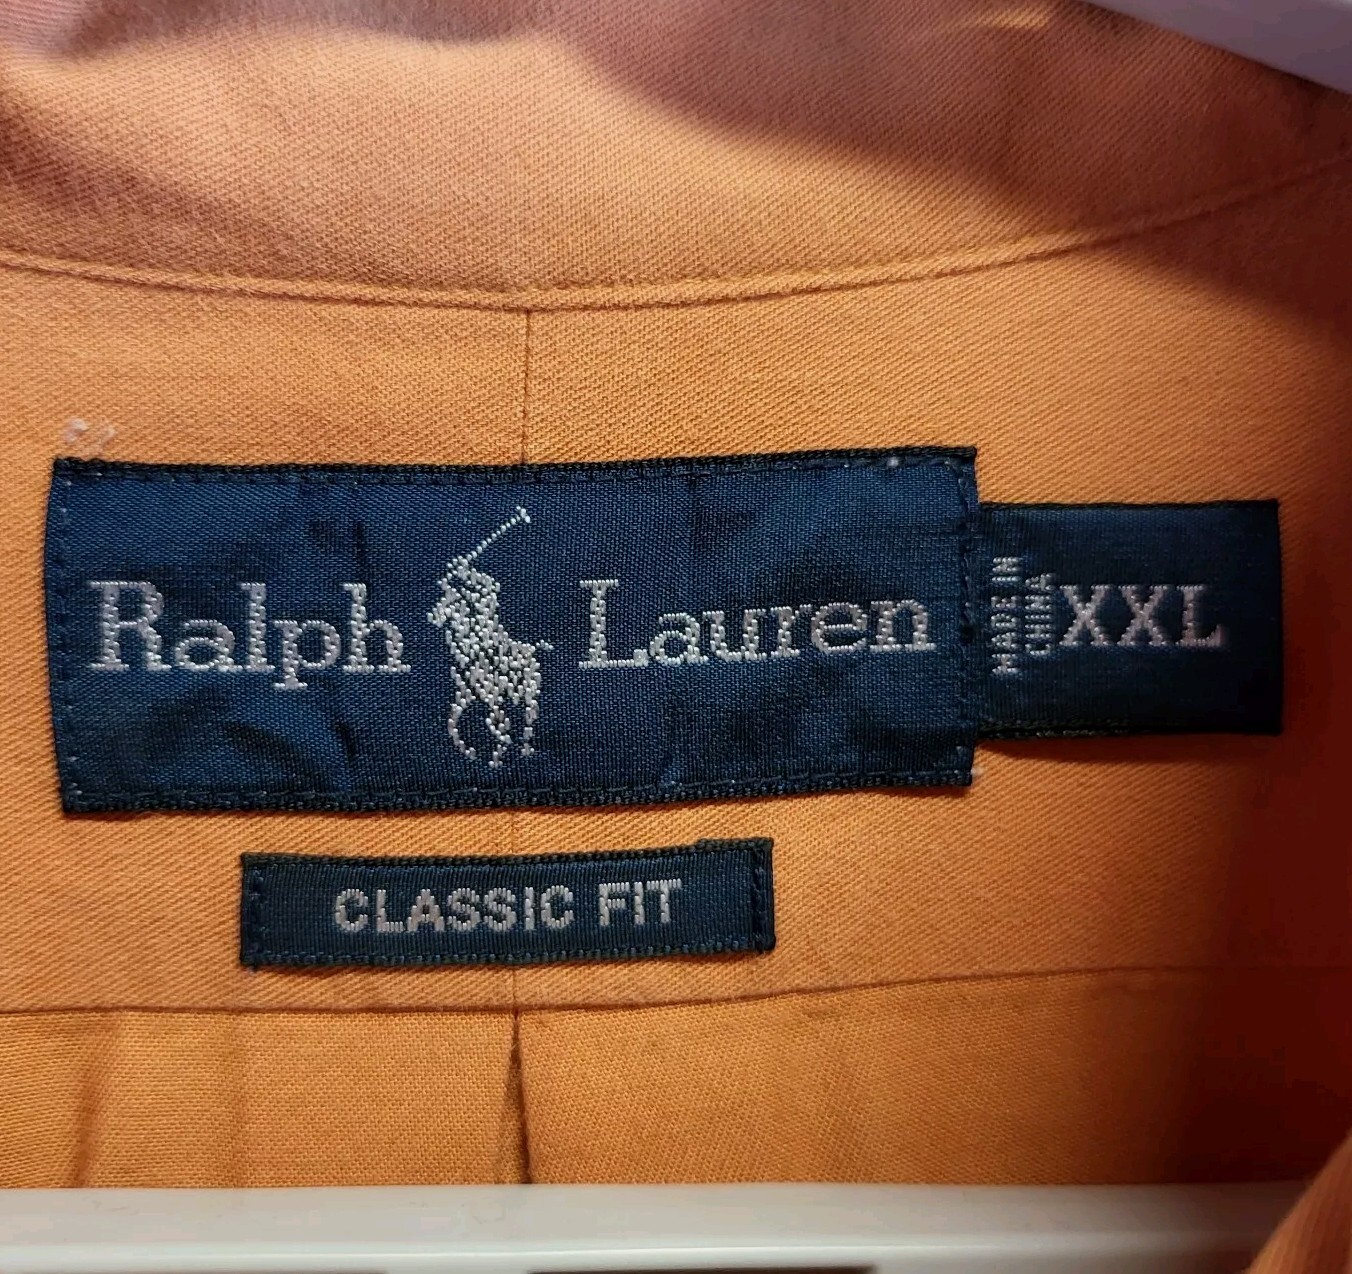 Ralph Lauren
MADE IN
CHINA
XXL
CLASSIC FIT